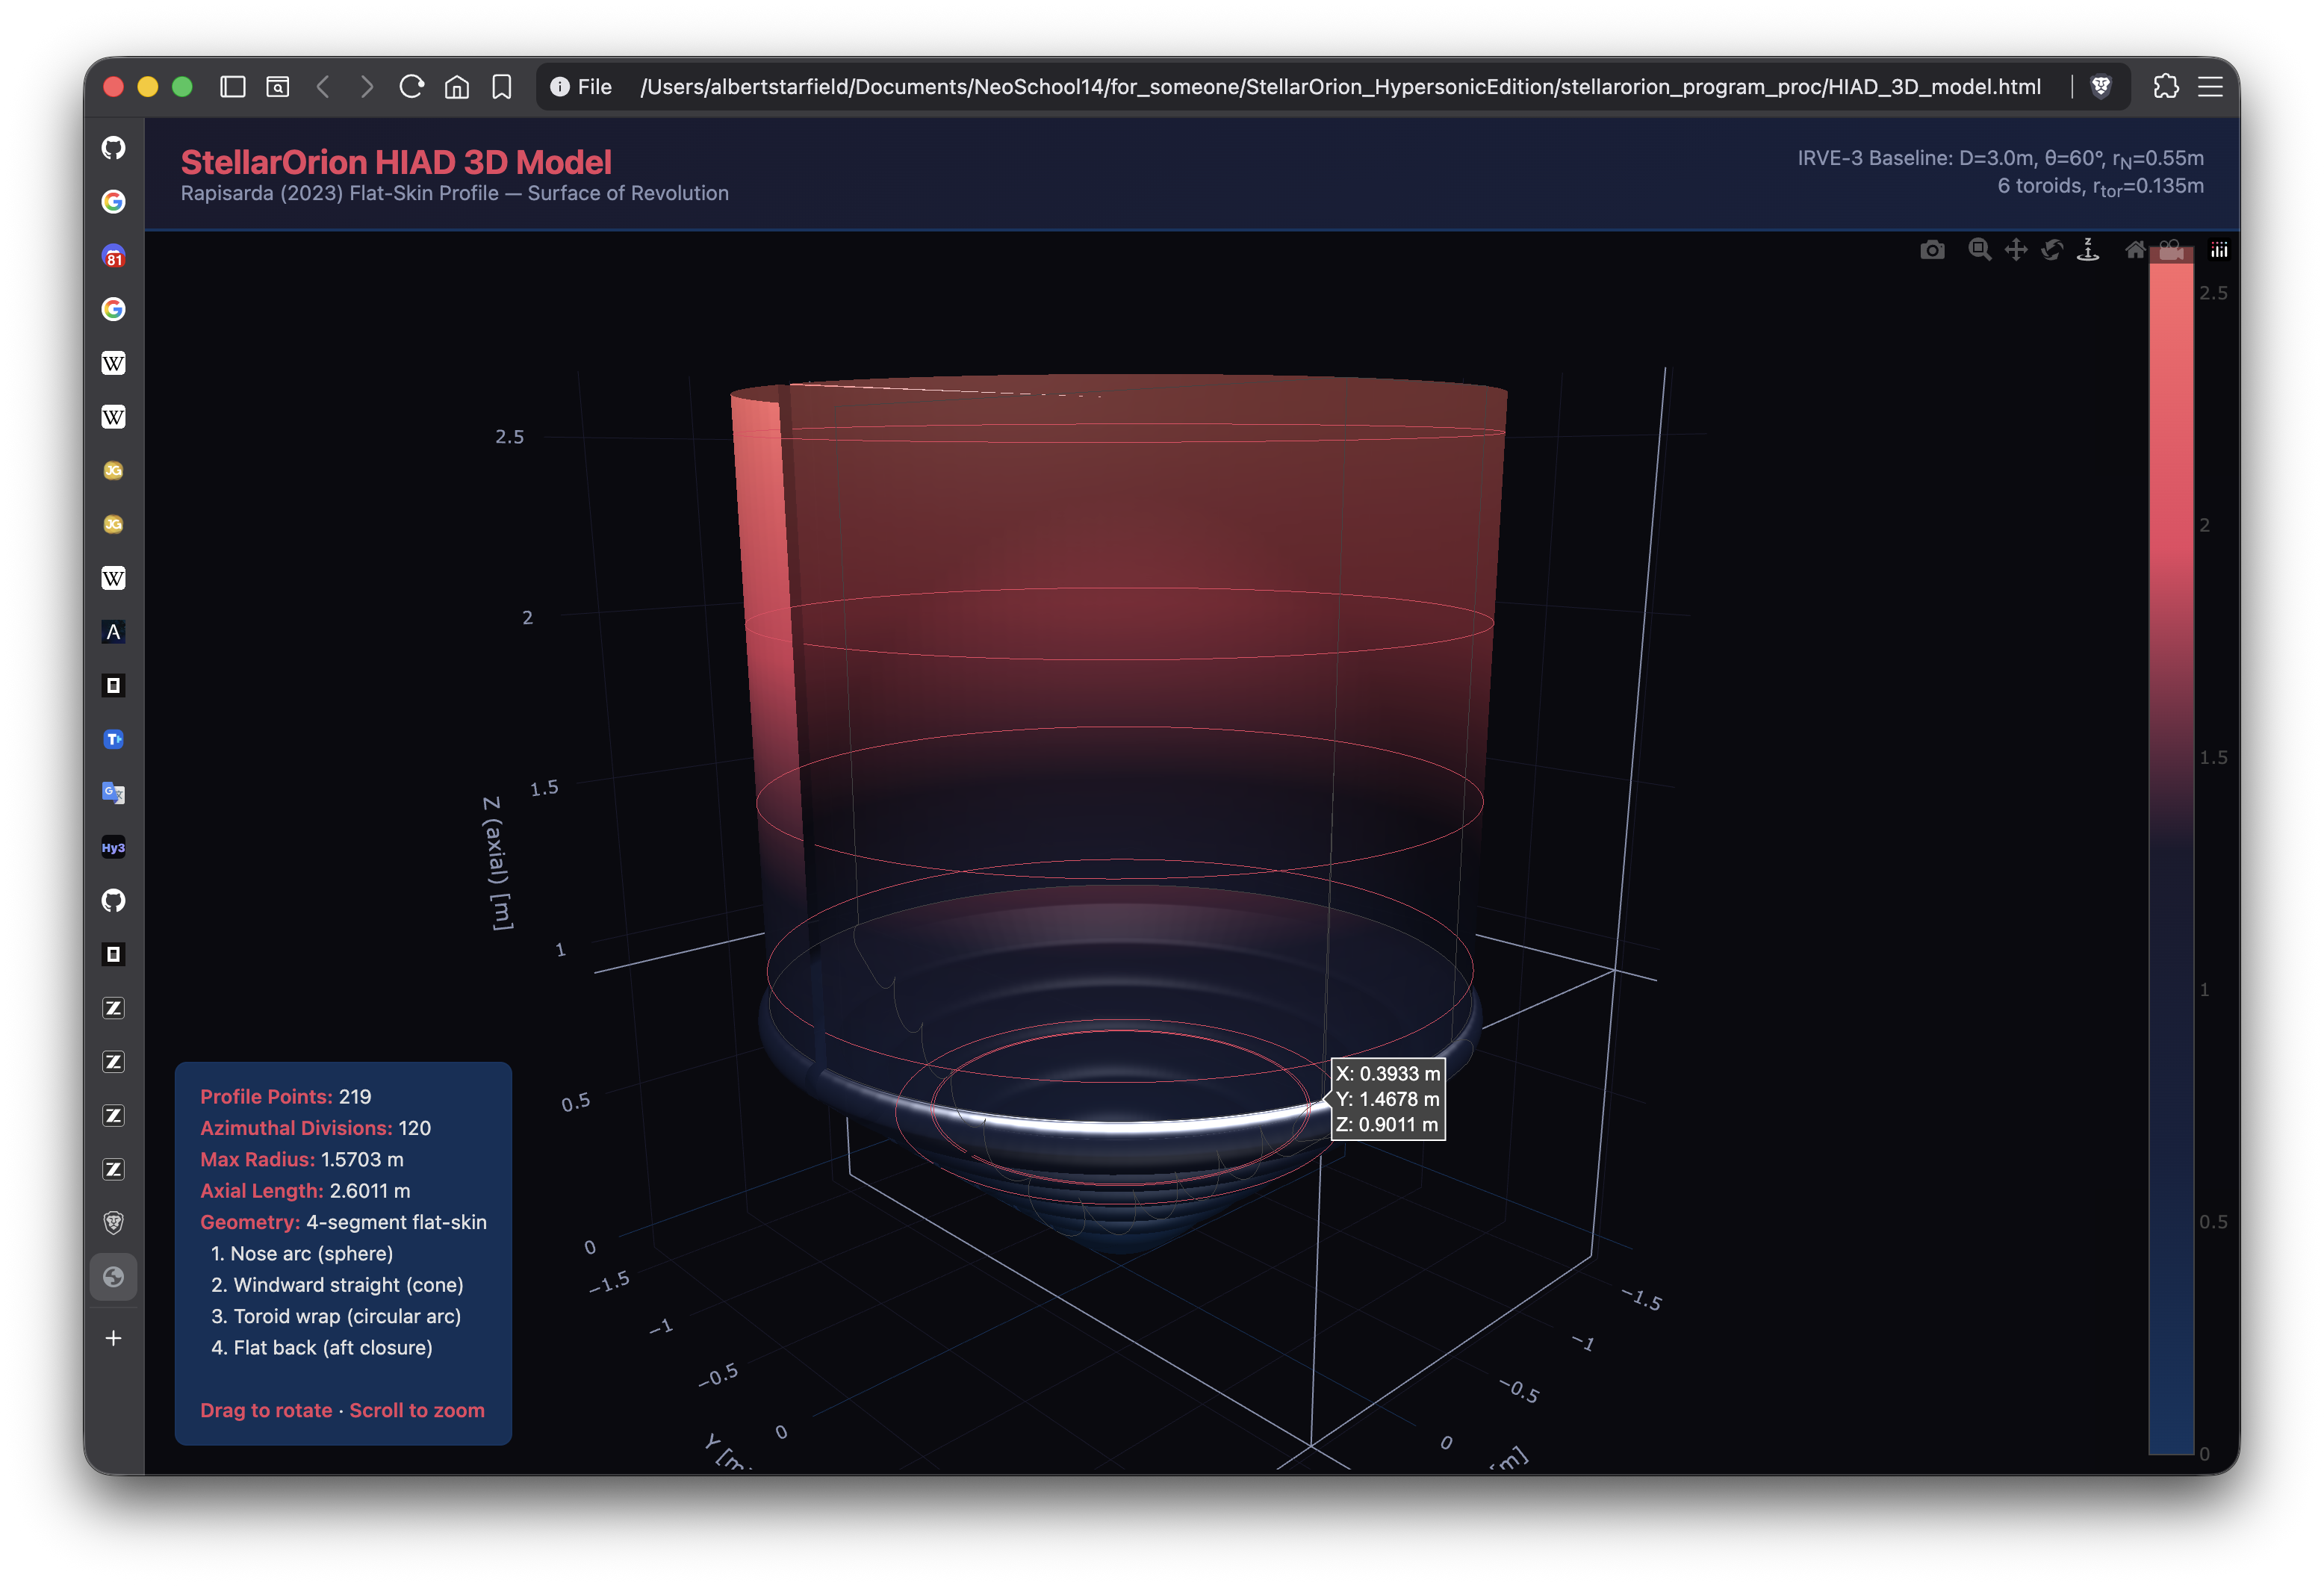 File /Users/albertstarfield/Documents/NeoSchool14/for_someone/StellarOrion_HypersonicEdition/stellarorion_program_proc/HIAD_3D_model.html
81
W
W
JG
JG
W
A
T
G
Hy3
Z
Z
Z
Z
StellarOrion HIAD 3D Model
Rapisarda (2023) Flat-Skin Profile — Surface of Revolution
IRVE-3 Baseline: D=3.0m, θ=60°, rN=0.55m
6 toroids, rtor=0.135m
2.5
2
1.5
1
0.5
0
Z (axial) [m]
−1.5
−1
−0.5
0
−1.5
−1
−0.5
0
X: 0.3933 m
Y: 1.4678 m
Z: 0.9011 m
2.5
2
1.5
1
0.5
0
Profile Points: 219
Azimuthal Divisions: 120
Max Radius: 1.5703 m
Axial Length: 2.6011 m
Geometry: 4-segment flat-skin
1. Nose arc (sphere)
2. Windward straight (cone)
3. Toroid wrap (circular arc)
4. Flat back (aft closure)
Drag to rotate · Scroll to zoom